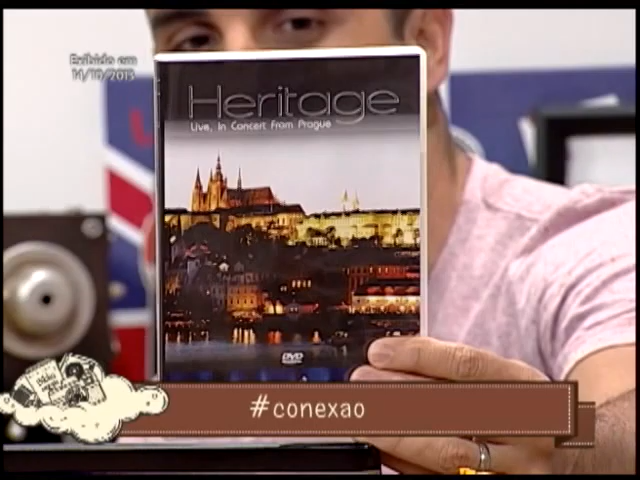 Exibido em
14/10/2013
Heritage
Live, In Concert From Prague
DVD
#conexao